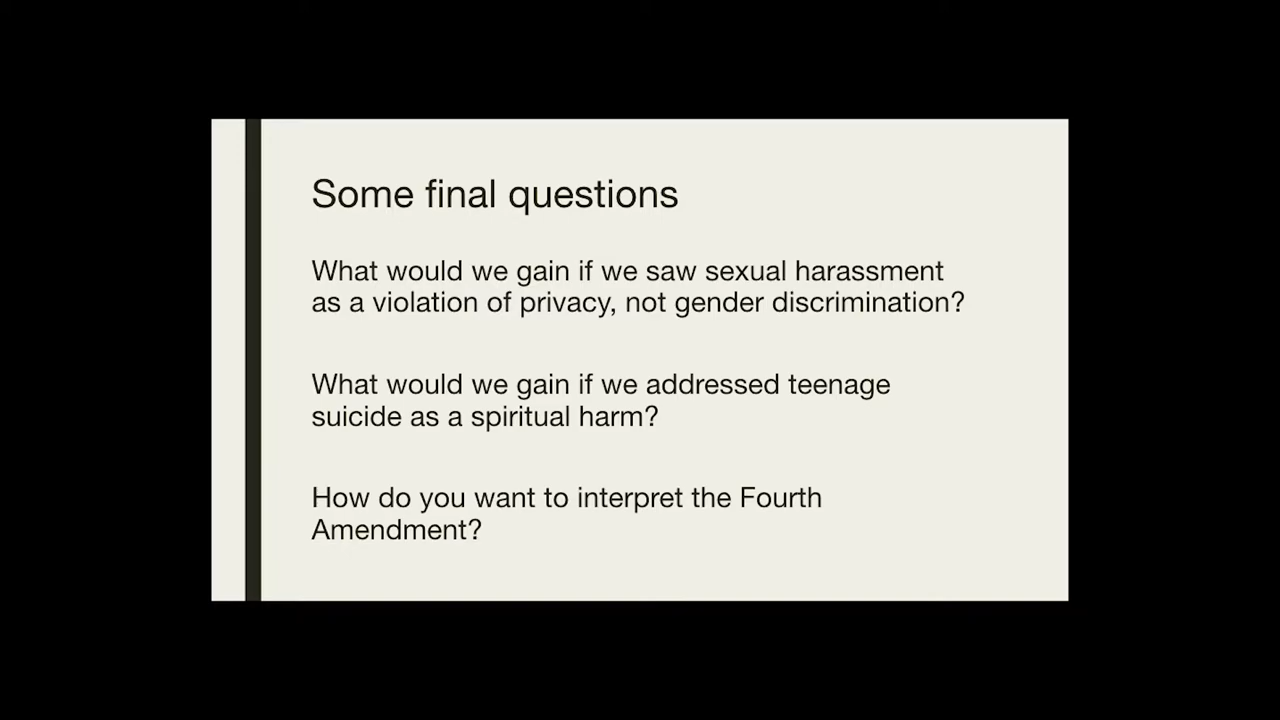 Some final questions
What would we gain if we saw sexual harassment
as a violation of privacy, not gender discrimination?
What would we gain if we addressed teenage
suicide as a spiritual harm?
How do you want to interpret the Fourth
Amendment?